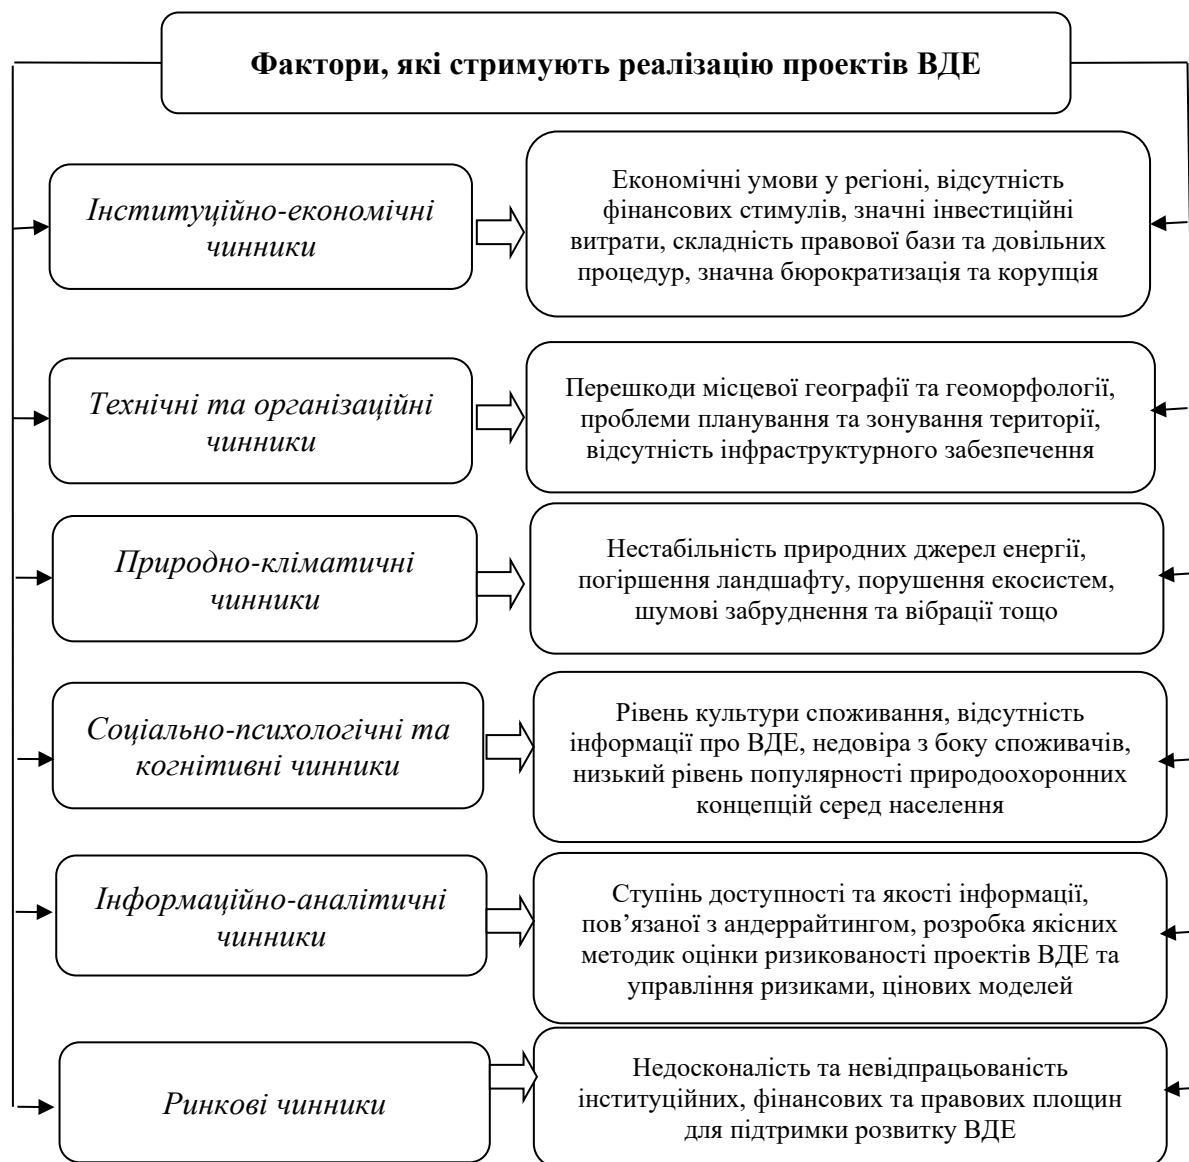 Фактори, які стримують реалізацію проектів ВДЕ
Інституційно-економічні
чинники
Економічні умови у регіоні, відсутність
фінансових стимулів, значні інвестиційні
витрати, складність правової бази та довільних
процедур, значна бюрократизація та корупція
Технічні та організаційні
чинники
Перешкоди місцевої географії та геоморфології,
проблеми планування та зонування території,
відсутність інфраструктурного забезпечення
Природно-кліматичні
чинники
Нестабільність природних джерел енергії,
погіршення ландшафту, порушення екосистем,
шумові забруднення та вібрації тощо
Соціально-психологічні та
когнітивні чинники
Рівень культури споживання, відсутність
інформації про ВДЕ, недовіра з боку споживачів,
низький рівень популярності природоохоронних
концепцій серед населення
Інформаційно-аналітичні
чинники
Ступінь доступності та якості інформації,
пов’язаної з андеррайтингом, розробка якісних
методик оцінки ризикованості проектів ВДЕ та
управління ризиками, цінових моделей
Ринкові чинники
Недосконалість та невідпрацьованість
інституційних, фінансових та правових площин
для підтримки розвитку ВДЕ